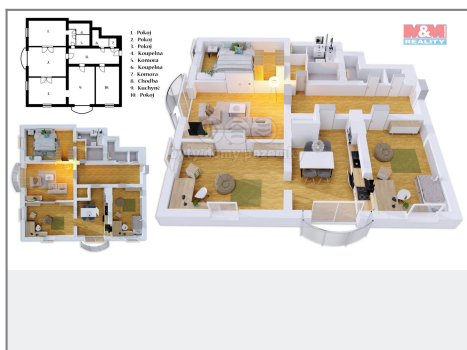 1. Pokoj
2. Pokoj
3. Pokoj
4. Koupelna
5. Komora
6. Koupelna
7. Komora
8. Chodba
9. Kuchyně
10. Pokoj
M&M
REALITY